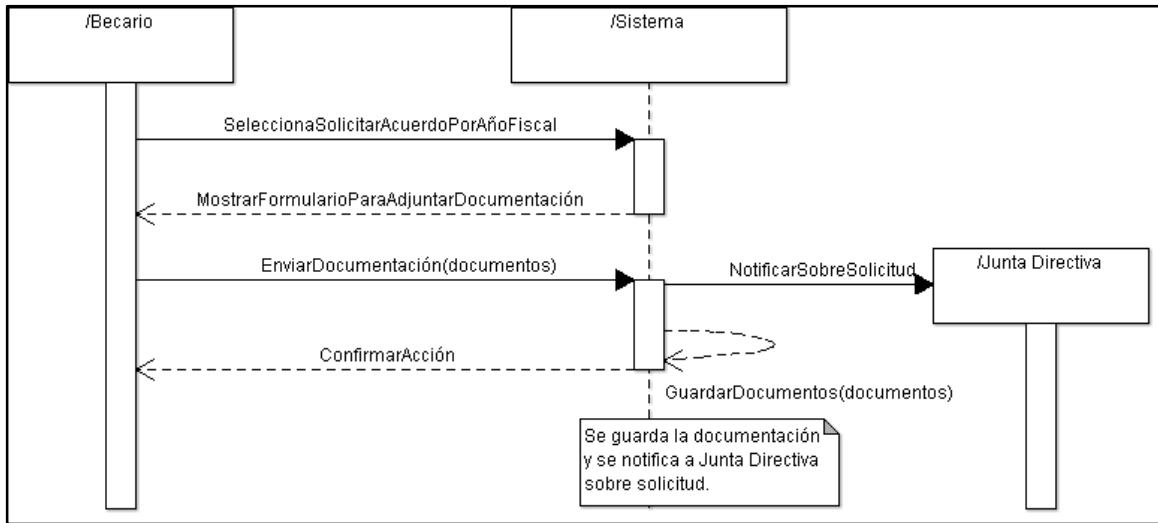 /Becario
/Sistema
SeleccionaSolicitarAcuerdoPorAñoFiscal
MostrarFormularioParaAdjuntarDocumentación
EnviarDocumentación(documentos)
NotificarSobreSolicitud
/Junta Directiva
ConfirmarAcción
GuardarDocumentos(documentos)
Se guarda la documentación
y se notifica a Junta Directiva
sobre solicitud.